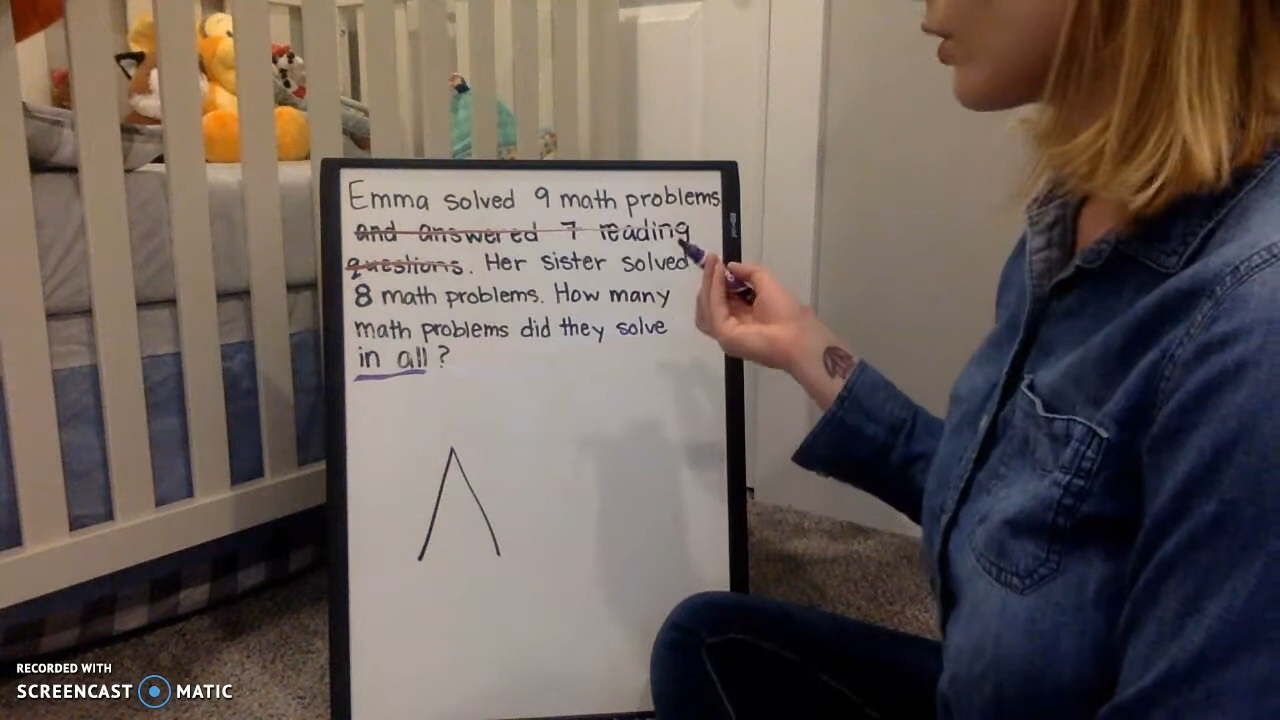 Emma solved 9 math problems
and answered 7 reading
questions. Her sister solved
8 math problems. How many
math problems did they solve
in all?
RECORDED WITH
SCREENCAST MATIC